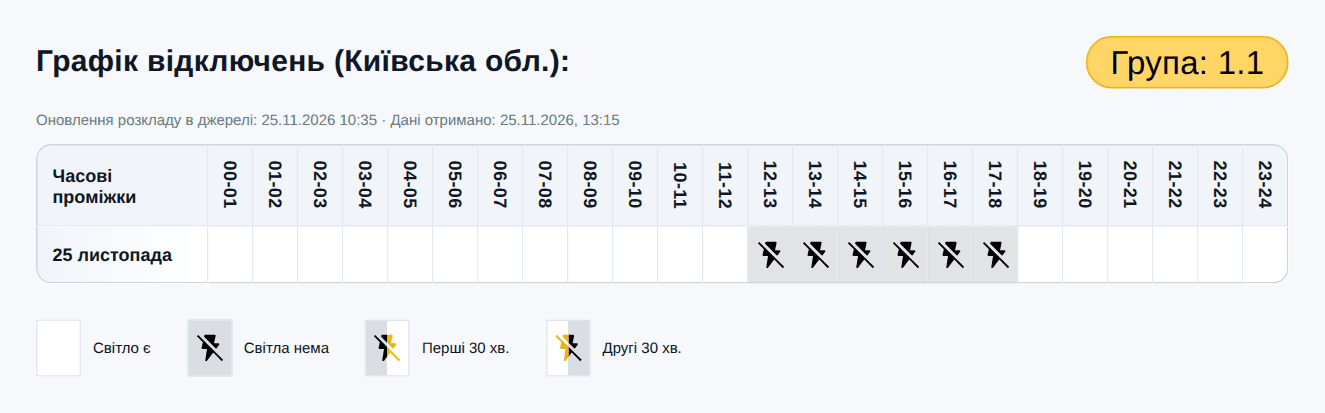 Графік відключень (Київська обл.):
Група: 1.1
Оновлення розкладу в джерелі: 25.11.2026 10:35 · Дані отримано: 25.11.2026, 13:15
Часові
проміжки
00-01
01-02
02-03
03-04
04-05
05-06
06-07
07-08
08-09
09-10
10-11
11-12
12-13
13-14
14-15
15-16
16-17
17-18
18-19
19-20
20-21
21-22
22-23
23-24
25 листопада
Світло є
Світла нема
Перші 30 хв.
Другі 30 хв.